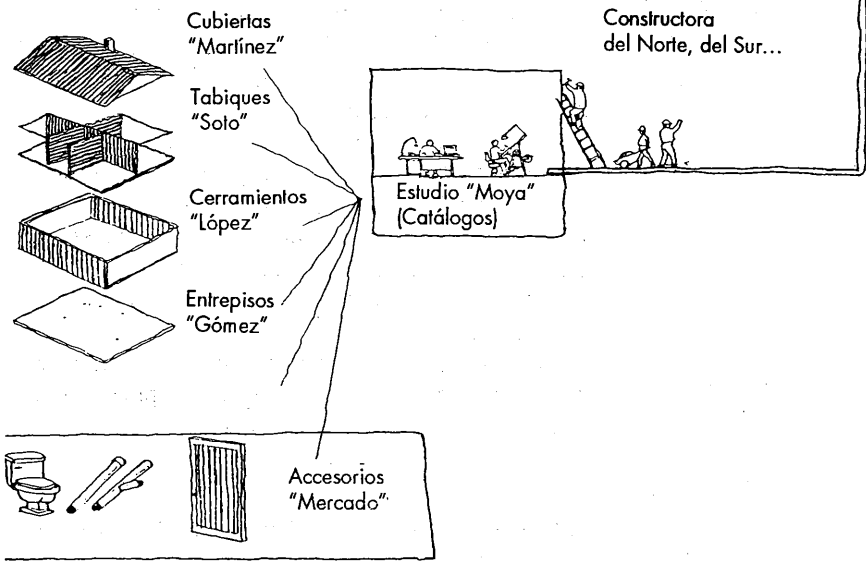 Cubiertas
"Martínez"
Tabiques
"Soto"
Cerramientos
"López"
Entrepisos
"Gómez"
Accesorios
"Mercado"
Estudio "Moya"
(Catálogos)
Constructora
del Norte, del Sur...